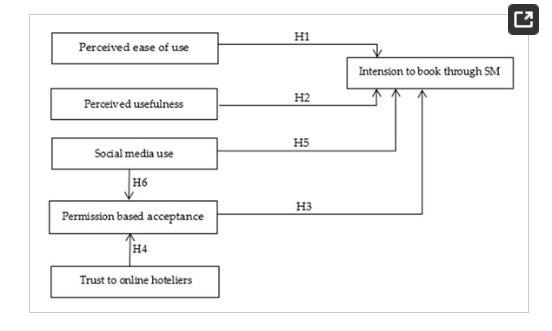 H1
Perceived ease of use
Intension to book through SM
H2
Perceived usefulness
H5
Social media use
H6
H3
Permission based acceptance
H4
Trust to online hoteliers